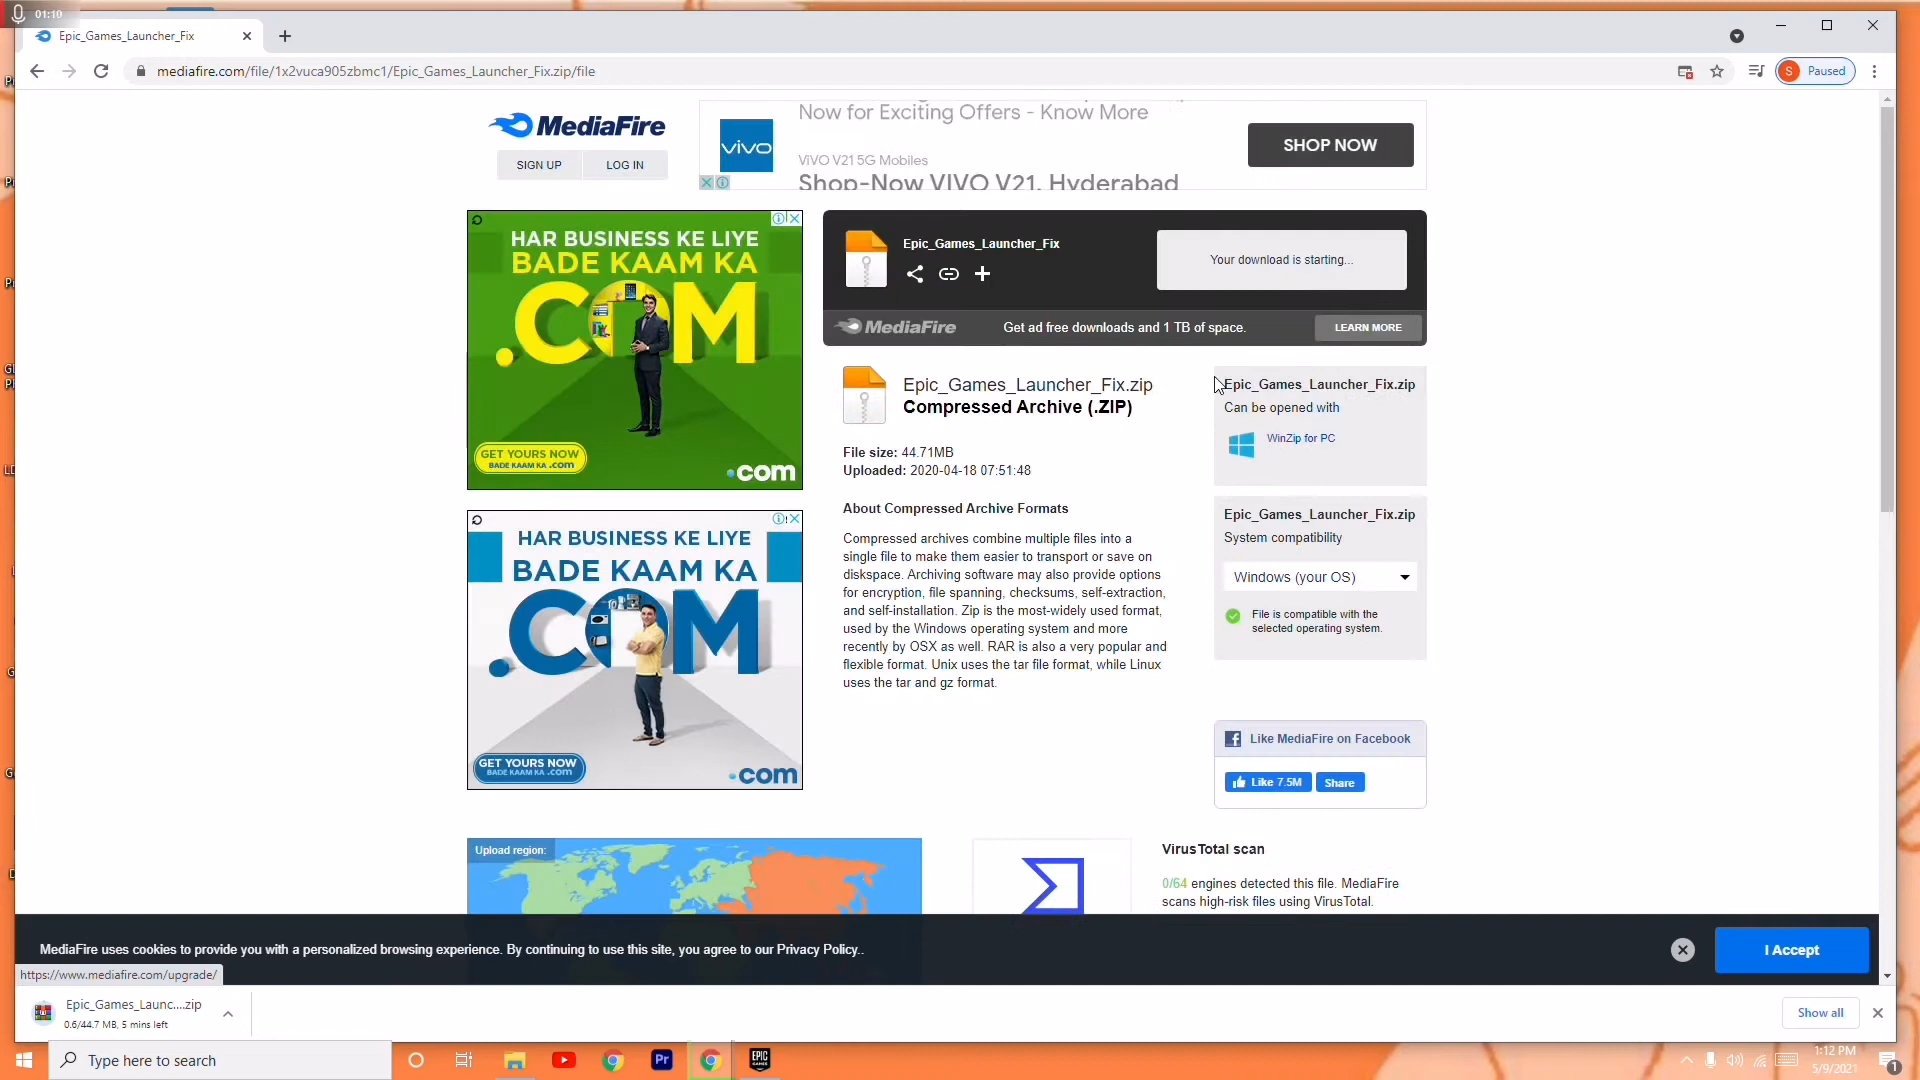 01:10
Epic_Games_Launcher_Fix
mediafire.com/file/1x2vuca905zbmc1/Epic_Games_Launcher_Fix.zip/file
S Paused
MediaFire
SIGN UP LOG IN
vivo
Now for Exciting Offers - Know More
ViVO V21 5G Mobiles
Shop-Now VIVO V21, Hyderabad
SHOP NOW
HAR BUSINESS KE LIYE
BADE KAAM KA
.COM
GET YOURS NOW
BADE KAAM KA .com
.com
Epic_Games_Launcher_Fix
Your download is starting...
MediaFire
Get ad free downloads and 1 TB of space.
LEARN MORE
Epic_Games_Launcher_Fix.zip
Compressed Archive (.ZIP)
File size: 44.71MB
Uploaded: 2020-04-18 07:51:48
About Compressed Archive Formats
Compressed archives combine multiple files into a
single file to make them easier to transport or save on
diskspace. Archiving software may also provide options
for encryption, file spanning, checksums, self-extraction,
and self-installation. Zip is the most-widely used format,
used by the Windows operating system and more
recently by OSX as well. RAR is also a very popular and
flexible format. Unix uses the tar file format, while Linux
uses the tar and gz format.
Epic_Games_Launcher_Fix.zip
Can be opened with
WinZip for PC
Epic_Games_Launcher_Fix.zip
System compatibility
Windows (your OS)
File is compatible with the
selected operating system.
HAR BUSINESS KE LIYE
BADE KAAM KA
.COM
GET YOURS NOW
BADE KAAM KA .com
.com
Like MediaFire on Facebook
Like 7.5M Share
Upload region:
VirusTotal scan
0/64 engines detected this file. MediaFire
scans high-risk files using VirusTotal.
MediaFire uses cookies to provide you with a personalized browsing experience. By continuing to use this site, you agree to our Privacy Policy..
I Accept
https://www.mediafire.com/upgrade/
Epic_Games_Launc....zip
0.6/44.7 MB, 5 mins left
Show all
Type here to search
Pr
EPIC
GAMES
1:12 PM
5/9/2021
1